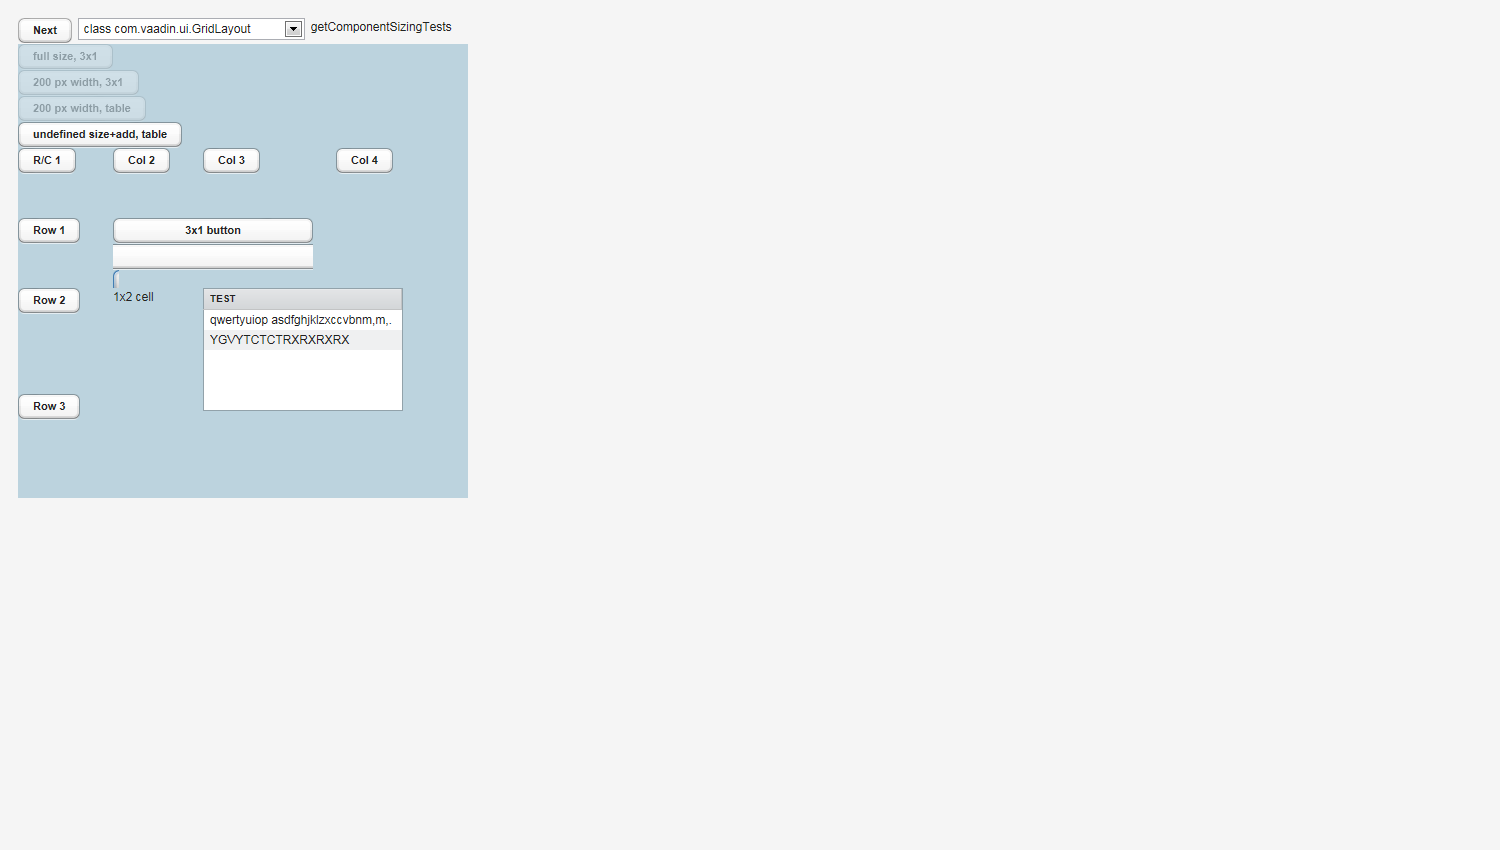 Next class com.vaadin.ui.GridLayout getComponentSizingTests
full size, 3x1
200 px width, 3x1
200 px width, table
undefined size+add, table
R/C 1 Col 2 Col 3 Col 4
Row 1 3x1 button
Row 2 1x2 cell TEST
qwertyuiop asdfghjklzxccvbnm,m,.
YGVYTCTCTRXRXRXRX
Row 3